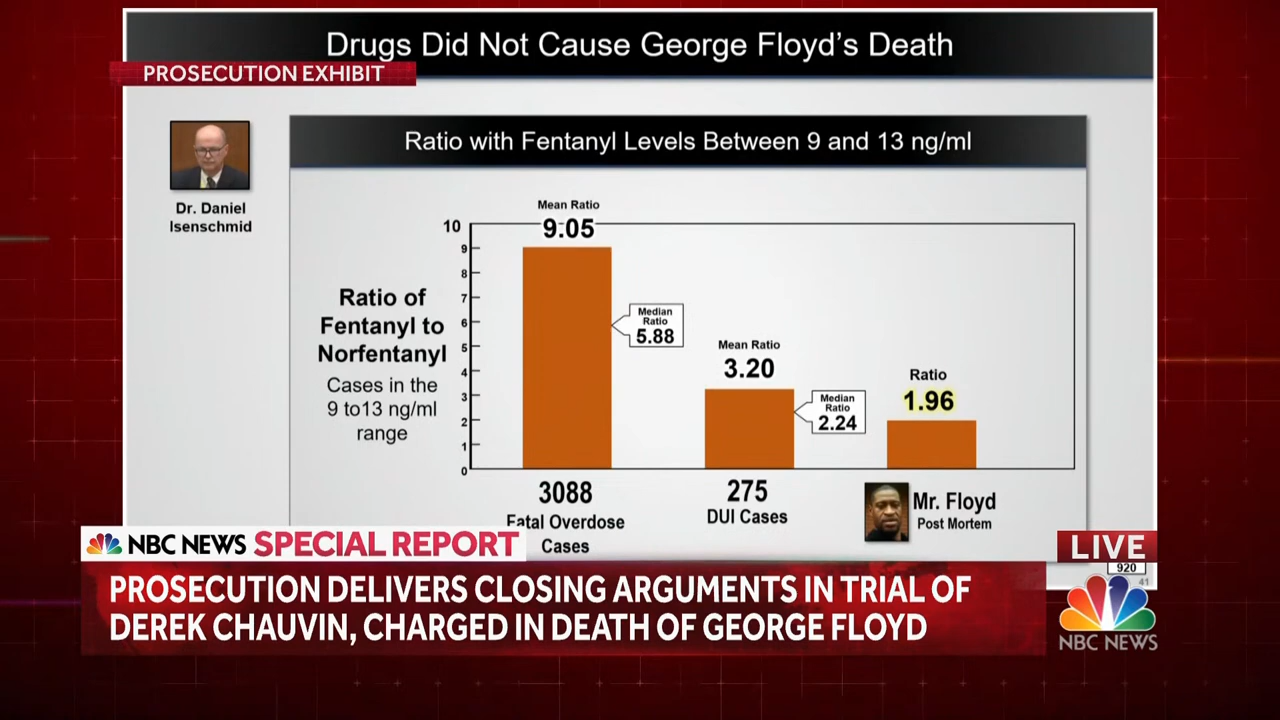 Drugs Did Not Cause George Floyd's Death
PROSECUTION EXHIBIT
Dr. Daniel
Isenschmid
Ratio with Fentanyl Levels Between 9 and 13 ng/ml
Ratio of
Fentanyl to
Norfentanyl
Cases in the
9 to13 ng/ml
range
10
9
8
7
6
5
4
3
2
1
0
Mean Ratio
9.05
Median
Ratio
5.88
Mean Ratio
3.20
Median
Ratio
2.24
Ratio
1.96
3088
Fatal Overdose
Cases
275
DUI Cases
Mr. Floyd
Post Mortem
NBC NEWS SPECIAL REPORT
LIVE
920
41
PROSECUTION DELIVERS CLOSING ARGUMENTS IN TRIAL OF
DEREK CHAUVIN, CHARGED IN DEATH OF GEORGE FLOYD
NBC NEWS